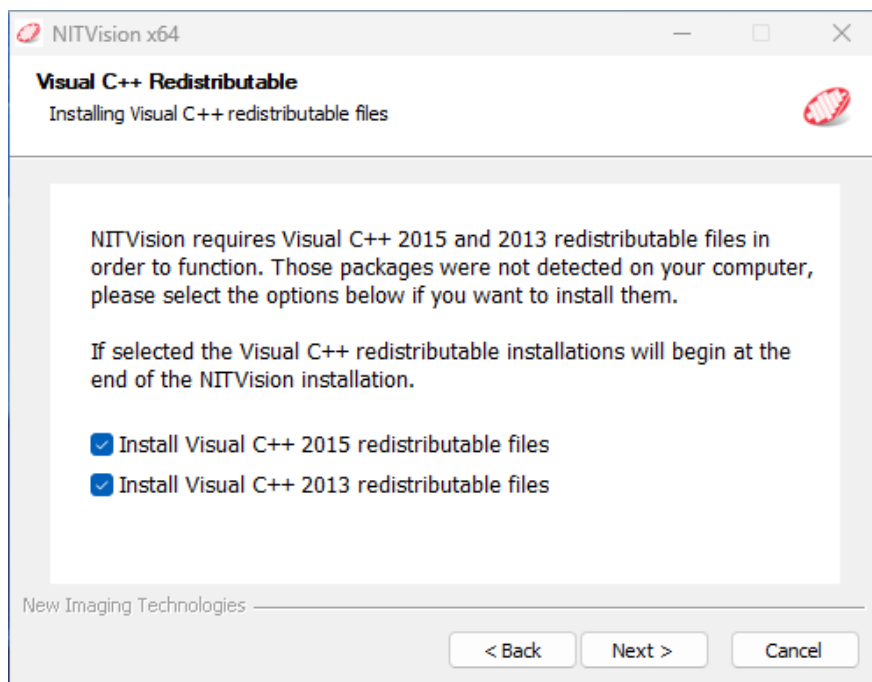 NITVision x64
Visual C++ Redistributable
Installing Visual C++ redistributable files
NITVision requires Visual C++ 2015 and 2013 redistributable files in
order to function. Those packages were not detected on your computer,
please select the options below if you want to install them.
If selected the Visual C++ redistributable installations will begin at the
end of the NITVision installation.
Install Visual C++ 2015 redistributable files
Install Visual C++ 2013 redistributable files
New Imaging Technologies
< Back Next > Cancel